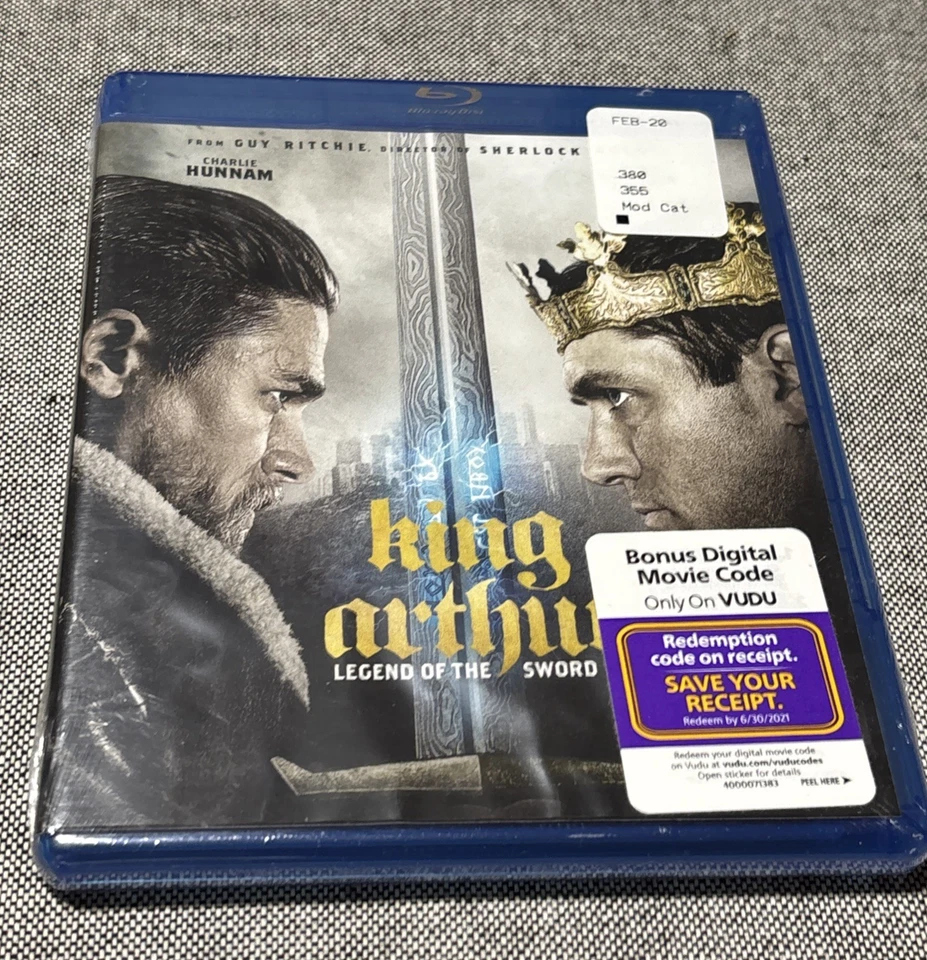 Blu-ray Disc
FEB-20
FROM GUY RITCHIE, DIRECTOR OF SHERLOCK
CHARLIE
HUNNAM
380
355
Mod Cat
king
arthu
LEGEND OF THE SWORD
Bonus Digital
Movie Code
Only On VUDU
Redemption
code on receipt.
SAVE YOUR
RECEIPT.
Redeem by 6/30/2021
Redeem your digital movie code
on Vudu at vudu.com/vuducodes
Open sticker for details
4000071383 PEEL HERE